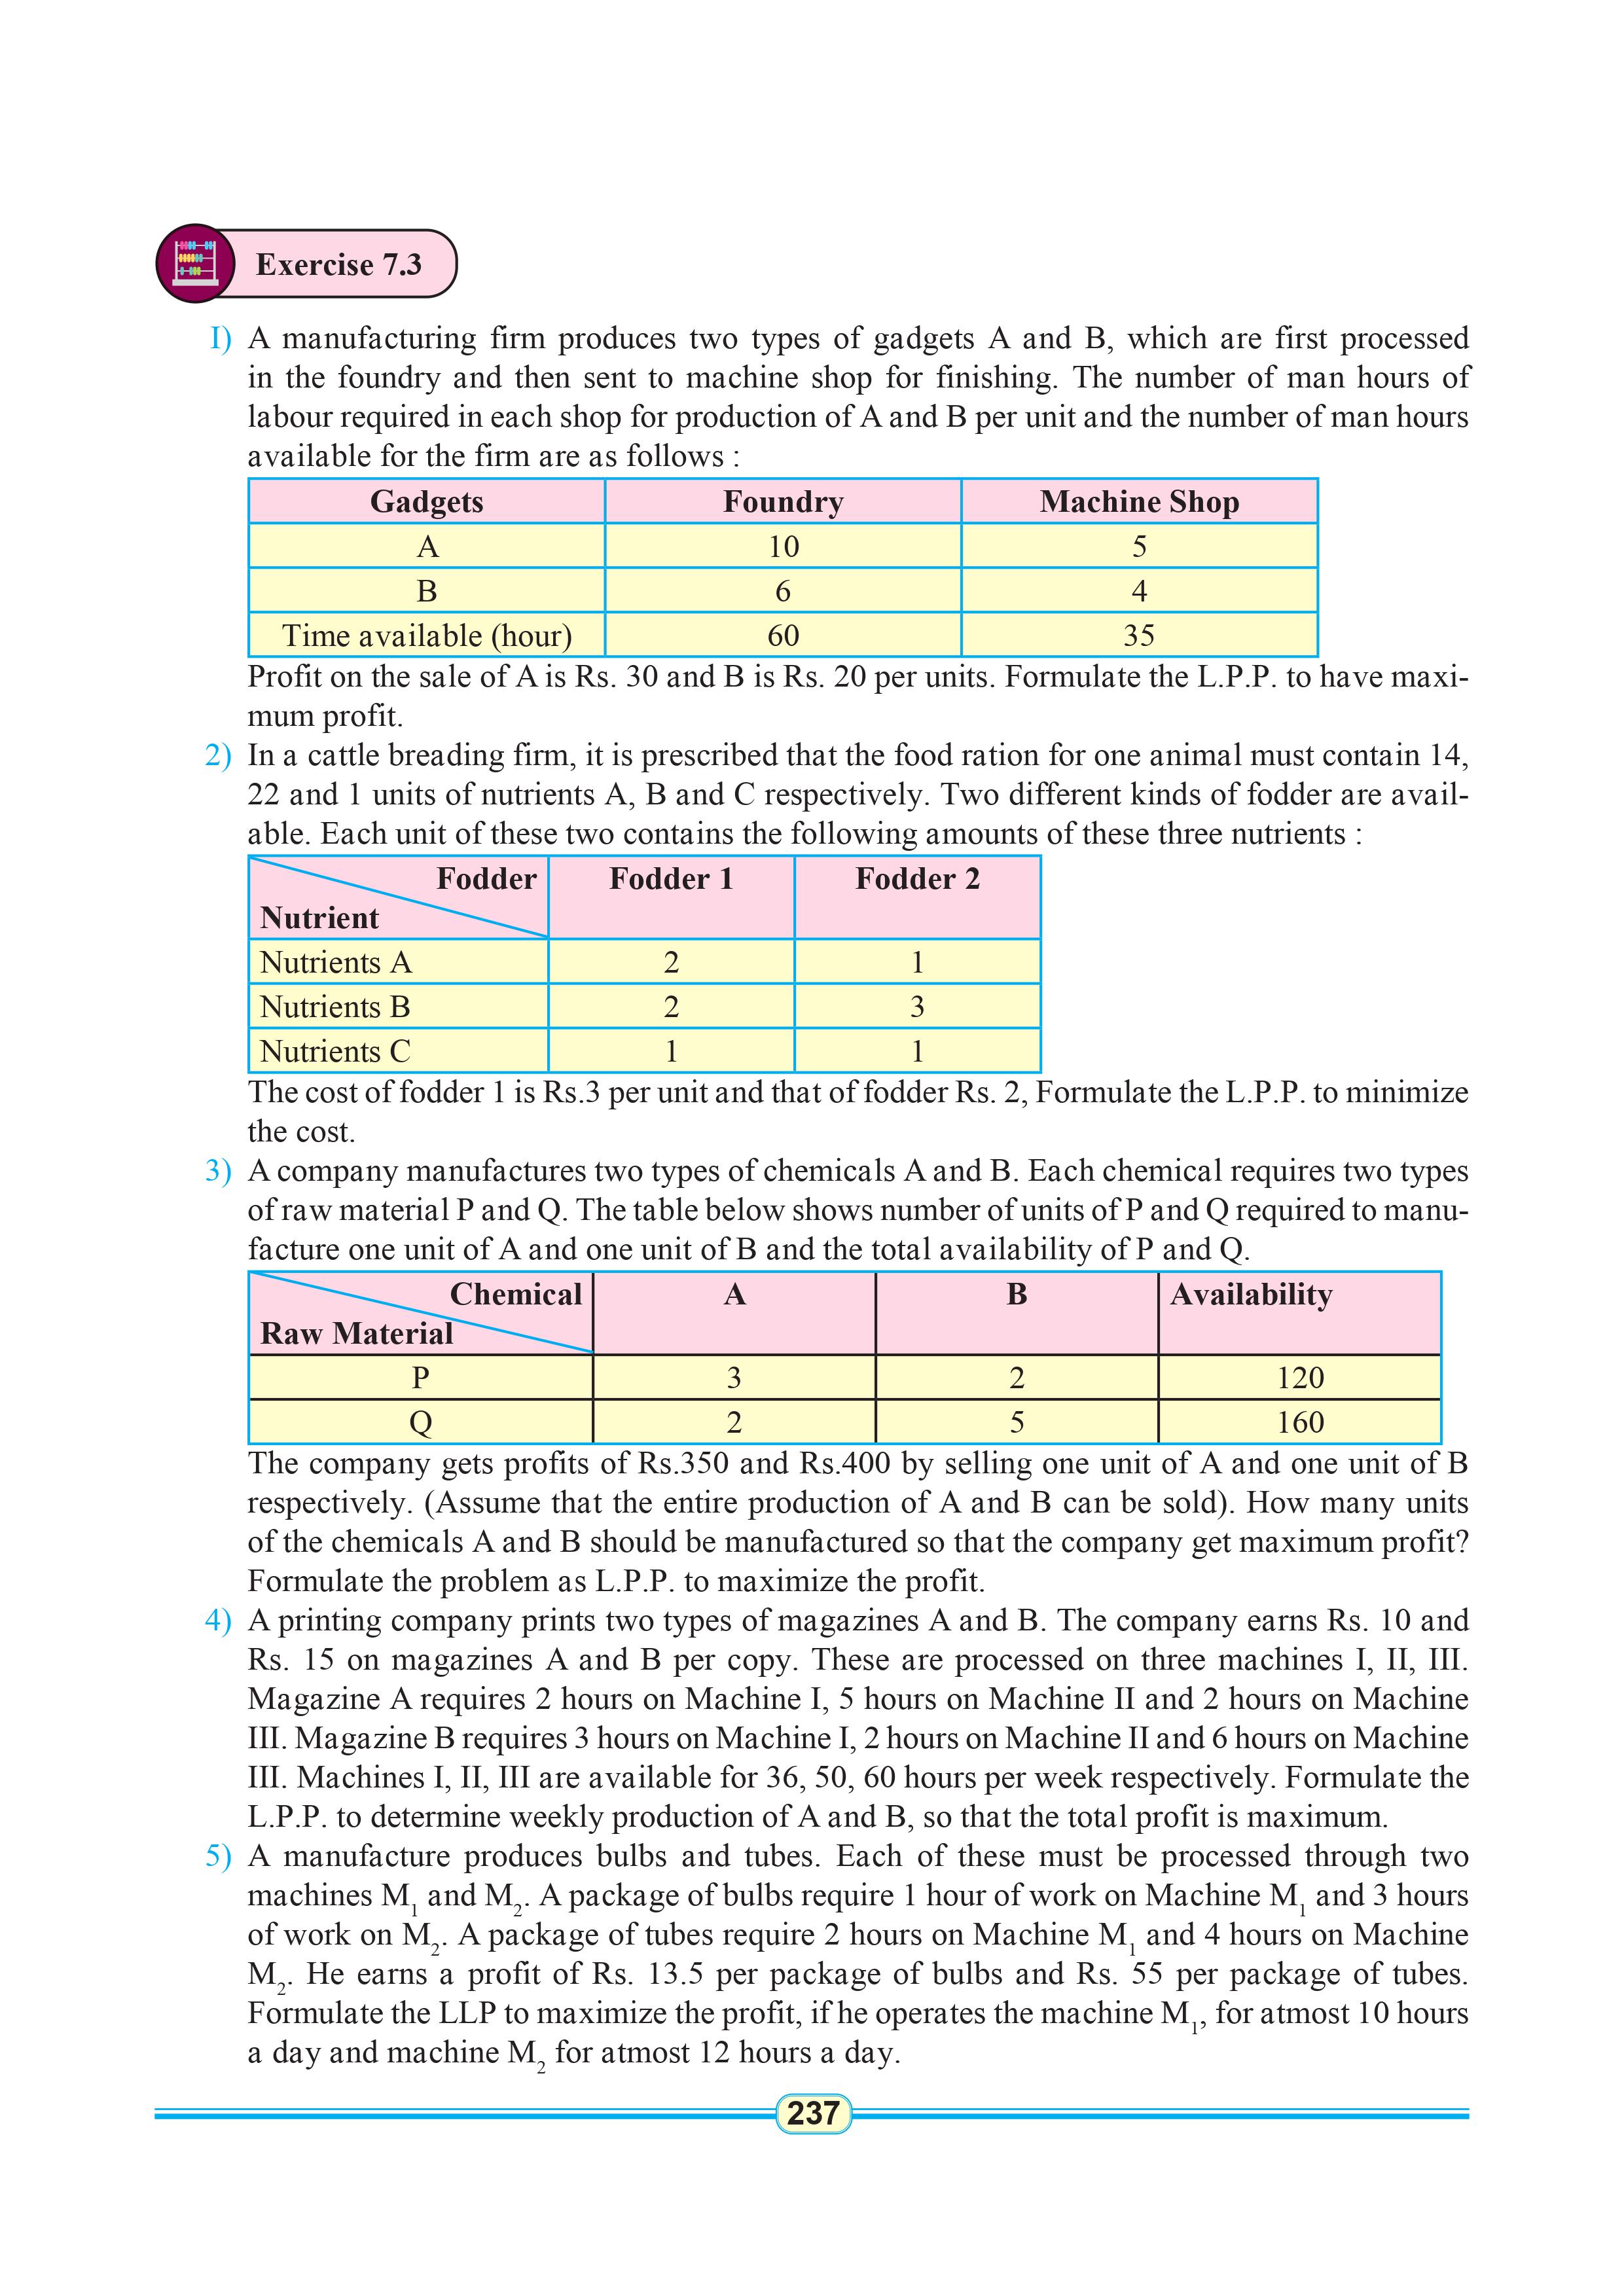 Exercise 7.3
I) A manufacturing firm produces two types of gadgets A and B, which are first processed
in the foundry and then sent to machine shop for finishing. The number of man hours of
labour required in each shop for production of A and B per unit and the number of man hours
available for the firm are as follows :
Gadgets Foundry Machine Shop
A 10 5
B 6 4
Time available (hour) 60 35
Profit on the sale of A is Rs. 30 and B is Rs. 20 per units. Formulate the L.P.P. to have maxi-
mum profit.
2) In a cattle breading firm, it is prescribed that the food ration for one animal must contain 14,
22 and 1 units of nutrients A, B and C respectively. Two different kinds of fodder are avail-
able. Each unit of these two contains the following amounts of these three nutrients :
Fodder Fodder 1 Fodder 2
Nutrient
Nutrients A 2 1
Nutrients B 2 3
Nutrients C 1 1
The cost of fodder 1 is Rs.3 per unit and that of fodder Rs. 2, Formulate the L.P.P. to minimize
the cost.
3) A company manufactures two types of chemicals A and B. Each chemical requires two types
of raw material P and Q. The table below shows number of units of P and Q required to manu-
facture one unit of A and one unit of B and the total availability of P and Q.
Chemical A B Availability
Raw Material
P 3 2 120
Q 2 5 160
The company gets profits of Rs.350 and Rs.400 by selling one unit of A and one unit of B
respectively. (Assume that the entire production of A and B can be sold). How many units
of the chemicals A and B should be manufactured so that the company get maximum profit?
Formulate the problem as L.P.P. to maximize the profit.
4) A printing company prints two types of magazines A and B. The company earns Rs. 10 and
Rs. 15 on magazines A and B per copy. These are processed on three machines I, II, III.
Magazine A requires 2 hours on Machine I, 5 hours on Machine II and 2 hours on Machine
III. Magazine B requires 3 hours on Machine I, 2 hours on Machine II and 6 hours on Machine
III. Machines I, II, III are available for 36, 50, 60 hours per week respectively. Formulate the
L.P.P. to determine weekly production of A and B, so that the total profit is maximum.
5) A manufacture produces bulbs and tubes. Each of these must be processed through two
machines M₁ and M₂. A package of bulbs require 1 hour of work on Machine M₁ and 3 hours
of work on M₂. A package of tubes require 2 hours on Machine M₁ and 4 hours on Machine
M₂. He earns a profit of Rs. 13.5 per package of bulbs and Rs. 55 per package of tubes.
Formulate the LLP to maximize the profit, if he operates the machine M₁, for atmost 10 hours
a day and machine M₂ for atmost 12 hours a day.
237